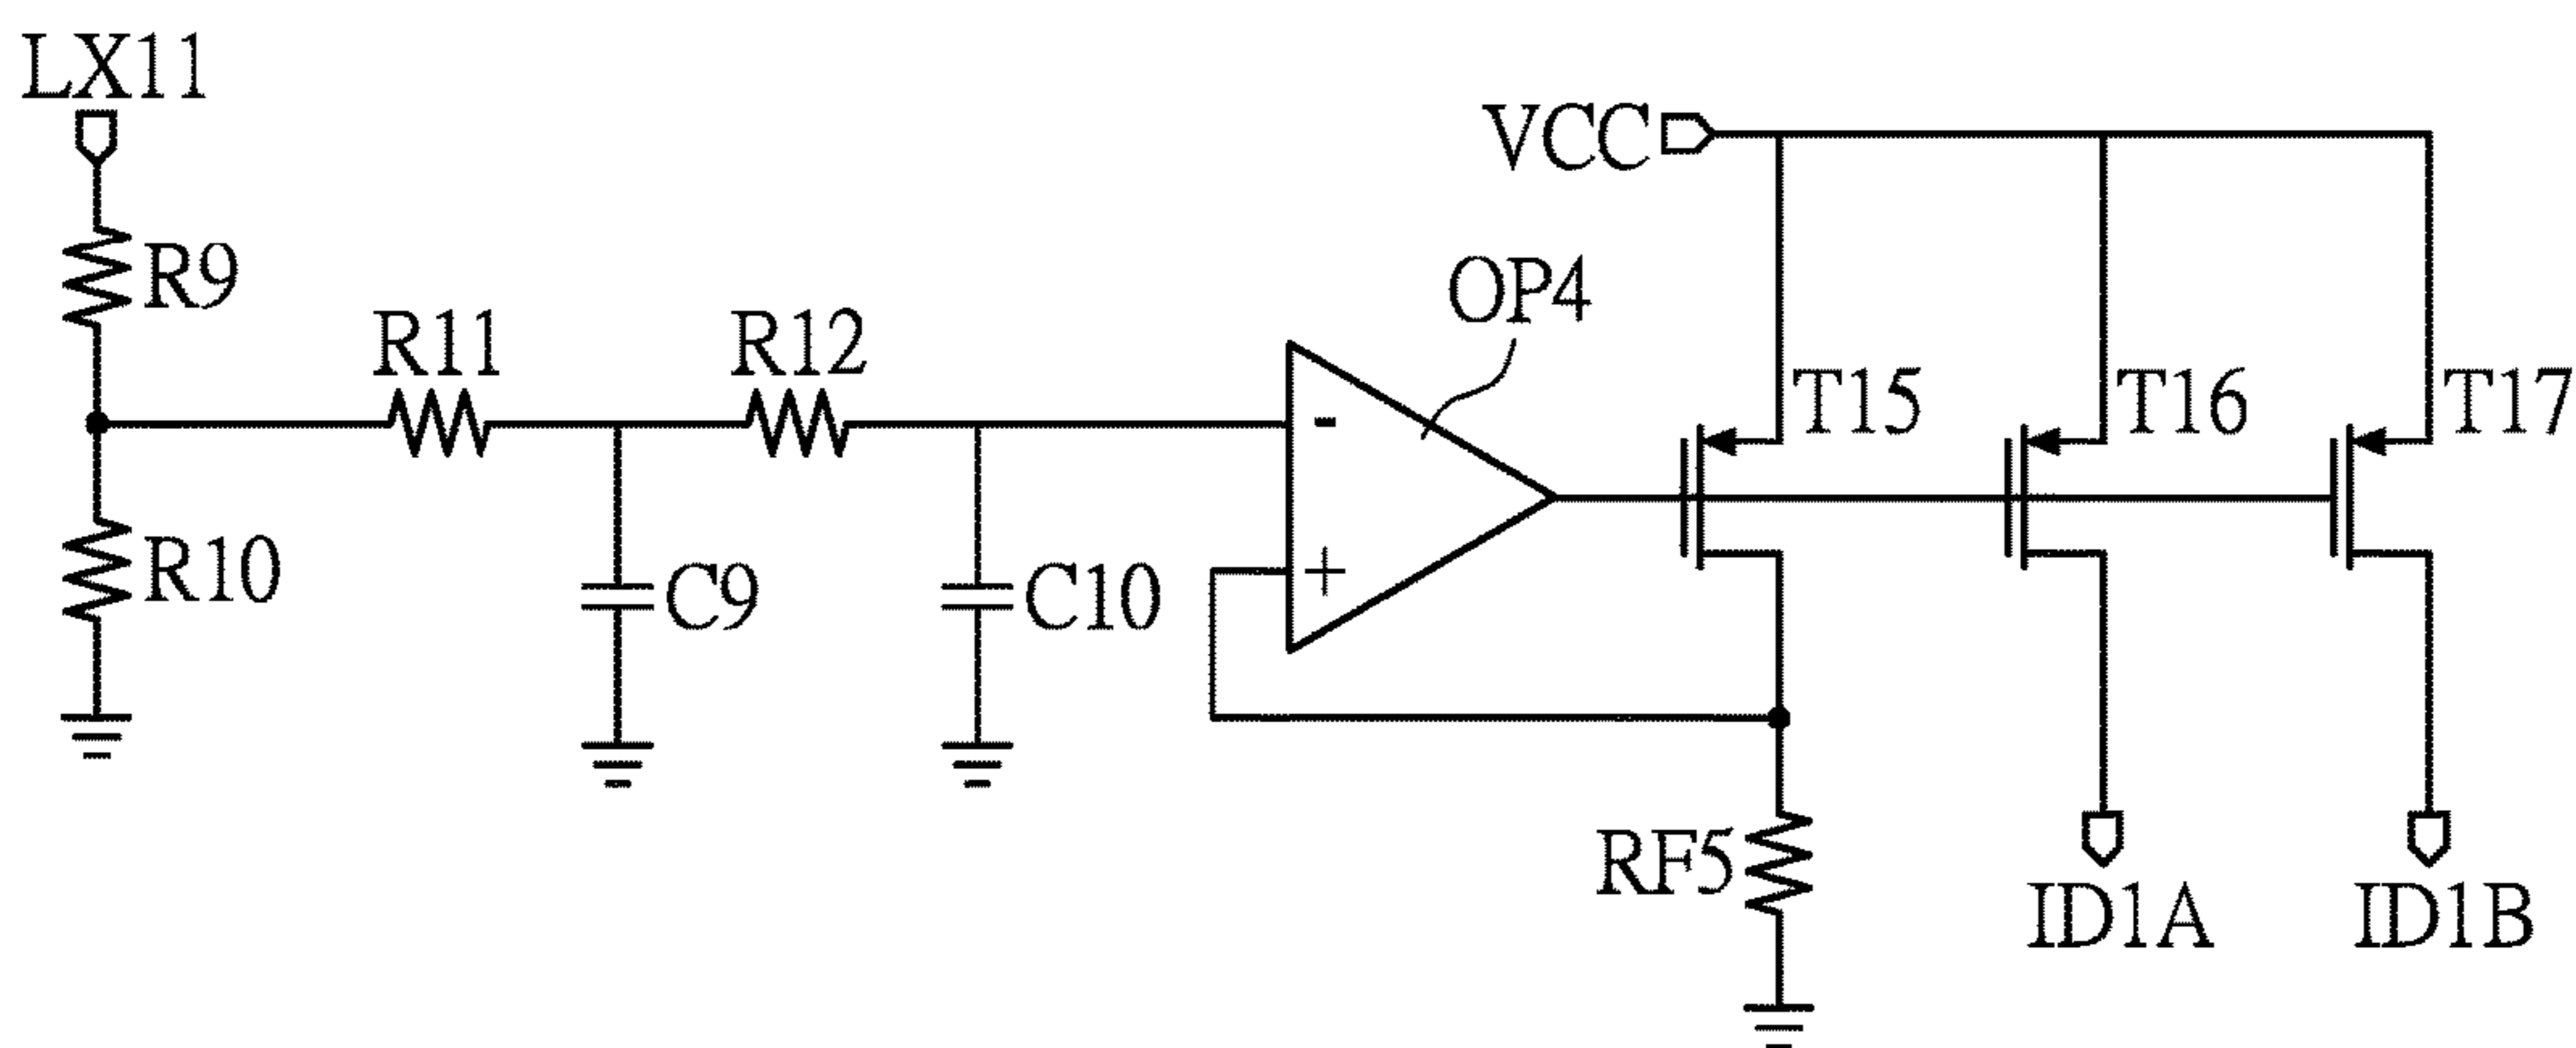 LX11
VCC
R9
OP4
R11
R12
T15
T16
T17
-
R10
C9
C10
+
RF5
ID1A
ID1B